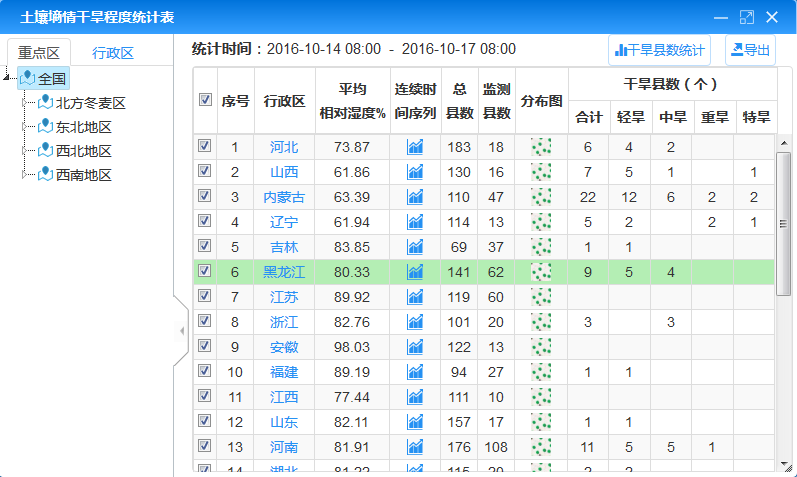 土壤墒情干旱程度统计表
重点区 行政区
全国
北方冬麦区
东北地区
西北地区
西南地区
统计时间：2016-10-14 08:00 - 2016-10-17 08:00
干旱县数统计 导出
序号 行政区 平均相对湿度% 连续时间序列 总县数 监测县数 分布图 干旱县数（个）
合计 轻旱 中旱 重旱 特旱
1 河北 73.87 183 18 6 4 2
2 山西 61.86 130 16 7 5 1 1
3 内蒙古 63.39 110 47 22 12 6 2 2
4 辽宁 61.94 114 13 5 2 2 1
5 吉林 83.85 69 37 1 1
6 黑龙江 80.33 141 62 9 5 4
7 江苏 89.92 119 60
8 浙江 82.76 101 20 3 3
9 安徽 98.03 122 13
10 福建 89.19 94 27 1 1
11 江西 77.44 111 10
12 山东 82.11 157 17 1 1
13 河南 81.91 176 108 11 5 5 1
14 湖北 81.22 115 20 2 2